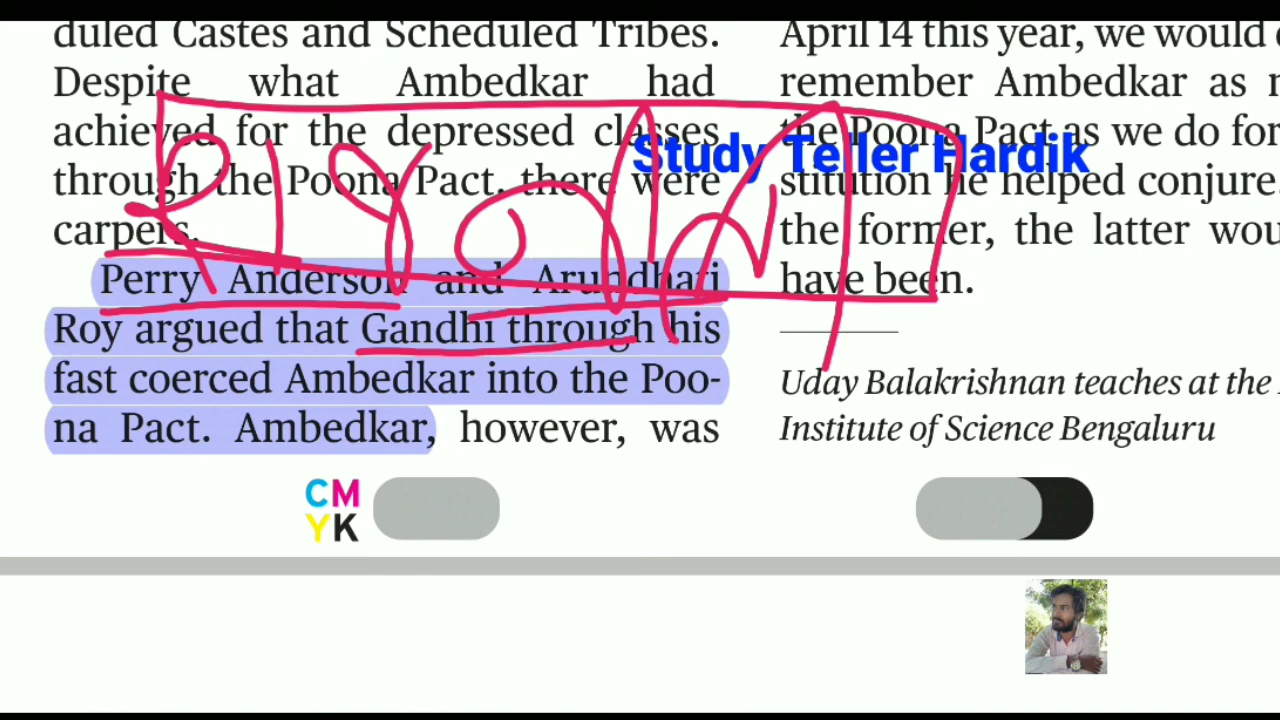 duled Castes and Scheduled Tribes.
Despite what Ambedkar had
achieved for the depressed classes
through the Poona Pact, there were
carpers.
Perry Anderson and Arundhati
Roy argued that Gandhi through his
fast coerced Ambedkar into the Poo-
na Pact. Ambedkar, however, was
April 14 this year, we would
remember Ambedkar as
the Poona Pact as we do for
stitution he helped conjure
the former, the latter
have been.
Uday Balakrishnan teaches at the
Institute of Science Bengaluru
Study Teller Hardik
CM
YK